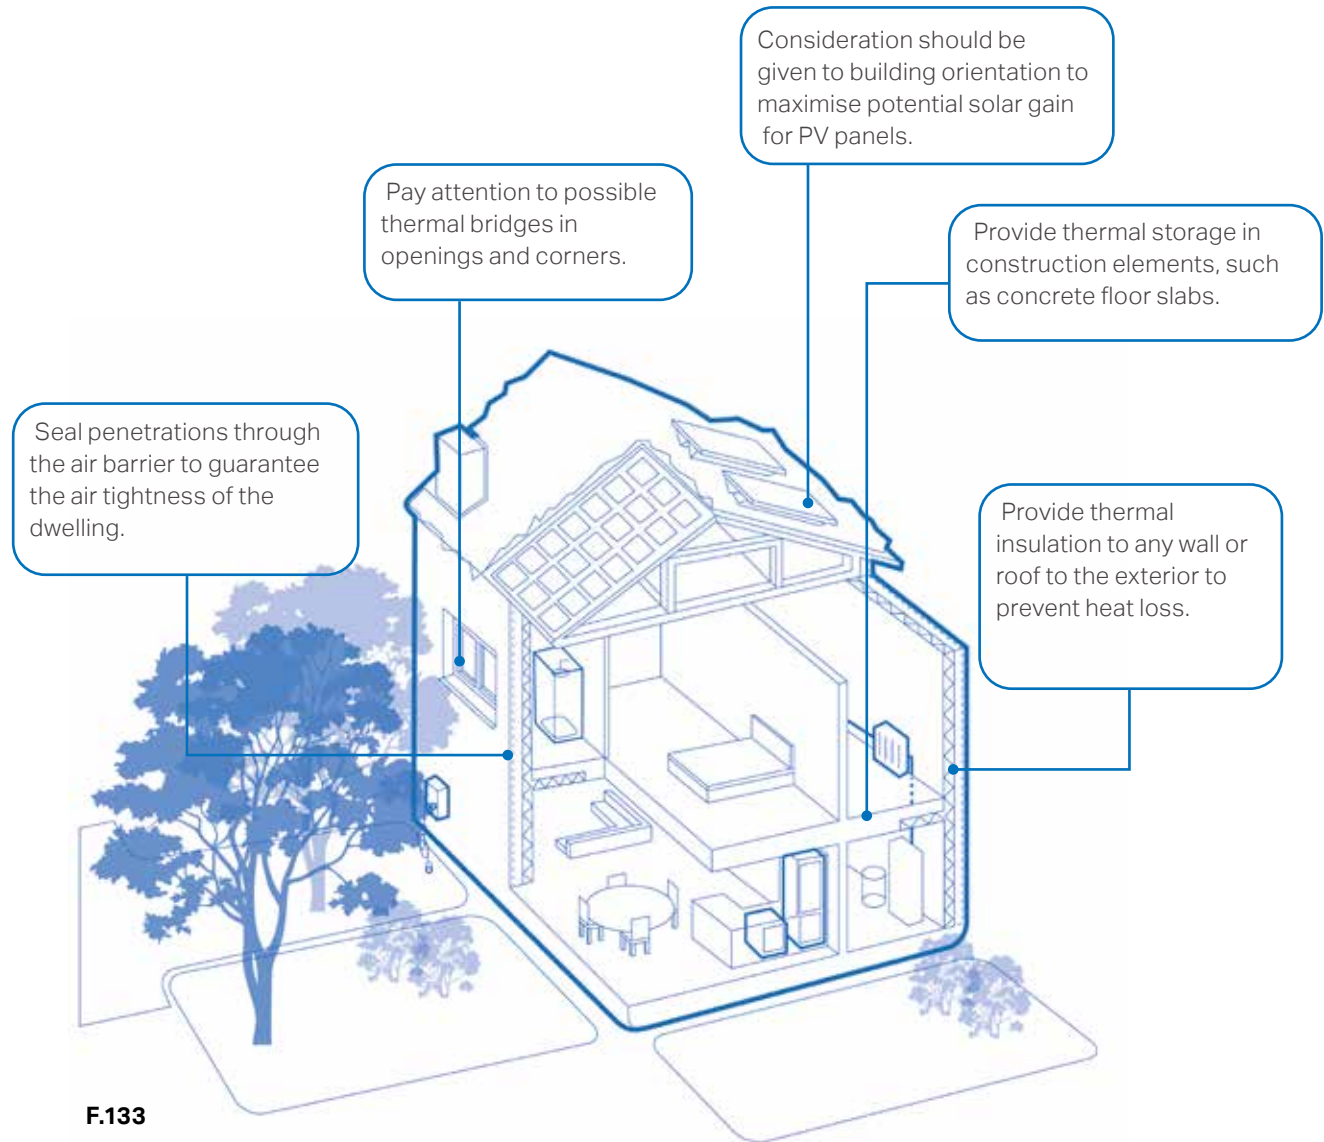 Consideration should be
given to building orientation to
maximise potential solar gain
for PV panels.
Pay attention to possible
thermal bridges in
openings and corners.
Provide thermal storage in
construction elements, such
as concrete floor slabs.
Seal penetrations through
the air barrier to guarantee
the air tightness of the
dwelling.
Provide thermal
insulation to any wall or
roof to the exterior to
prevent heat loss.
F.133